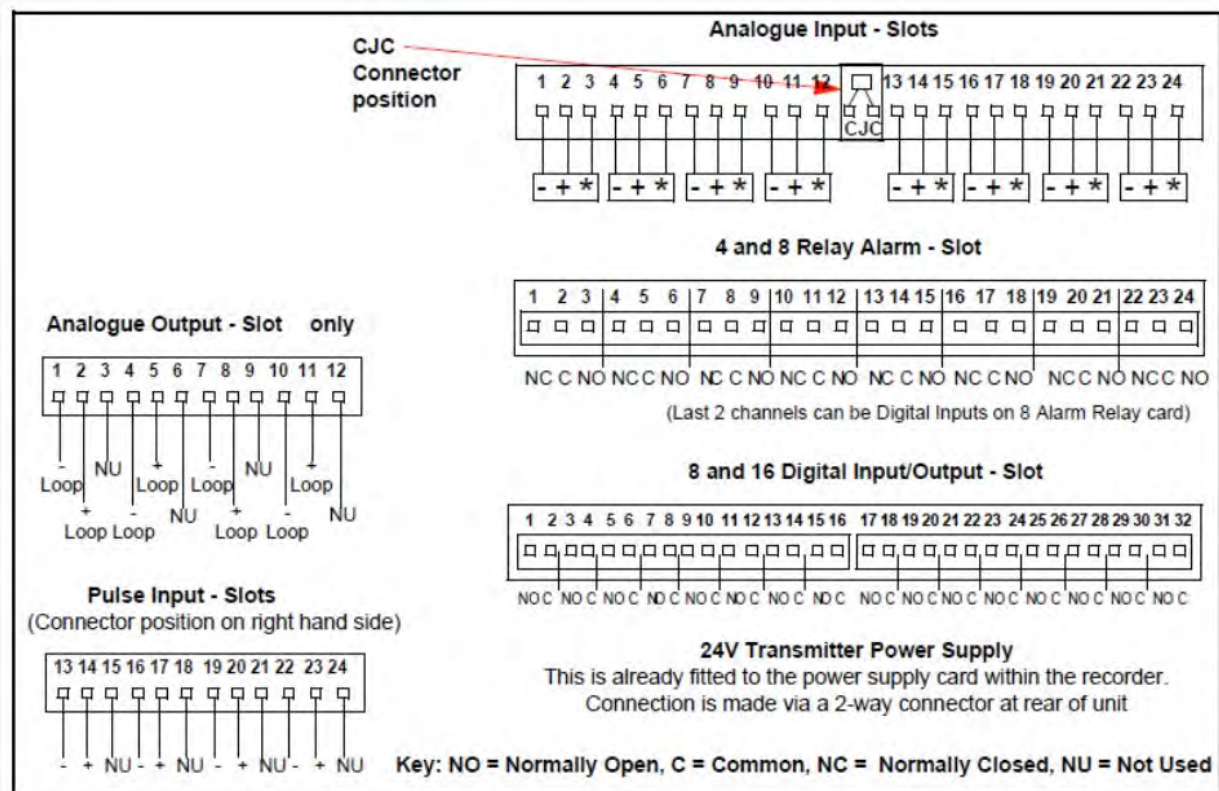 Analogue Input - Slots
CJC
Connector
position
1 2 3 4 5 6 7 8 9 10 11 12 13 14 15 16 17 18 19 20 21 22 23 24
CJC
- + * - + * - + * - + * - + * - + * - + * - + *
4 and 8 Relay Alarm - Slot
1 2 3 4 5 6 7 8 9 10 11 12 13 14 15 16 17 18 19 20 21 22 23 24
NC C NO NC C NO NC C NO NC C NO NC C NO NC C NO NC C NO NC C NO
(Last 2 channels can be Digital Inputs on 8 Alarm Relay card)
Analogue Output - Slot only
1 2 3 4 5 6 7 8 9 10 11 12
- NU + - NU +
Loop Loop Loop Loop
+ - NU + - NU
Loop Loop Loop Loop
8 and 16 Digital Input/Output - Slot
1 2 3 4 5 6 7 8 9 10 11 12 13 14 15 16 17 18 19 20 21 22 23 24 25 26 27 28 29 30 31 32
NO C NO C NO C NO C NO C NO C NO C NO C NO C NO C NO C NO C NO C NO C NO C NO C
Pulse Input - Slots
(Connector position on right hand side)
13 14 15 16 17 18 19 20 21 22 23 24
- + NU - + NU - + NU - + NU
24V Transmitter Power Supply
This is already fitted to the power supply card within the recorder.
Connection is made via a 2-way connector at rear of unit
Key: NO = Normally Open, C = Common, NC = Normally Closed, NU = Not Used